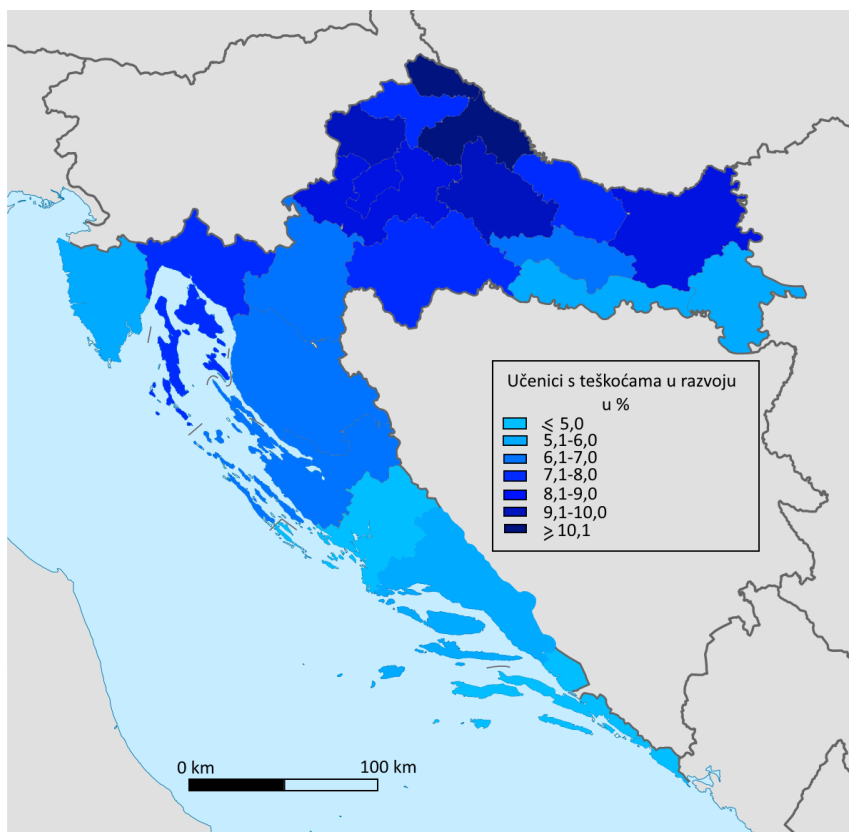 Učenici s teškoćama u razvoju
u %
⩽ 5,0
5,1-6,0
6,1-7,0
7,1-8,0
8,1-9,0
9,1-10,0
⩾ 10,1
0 km 100 km